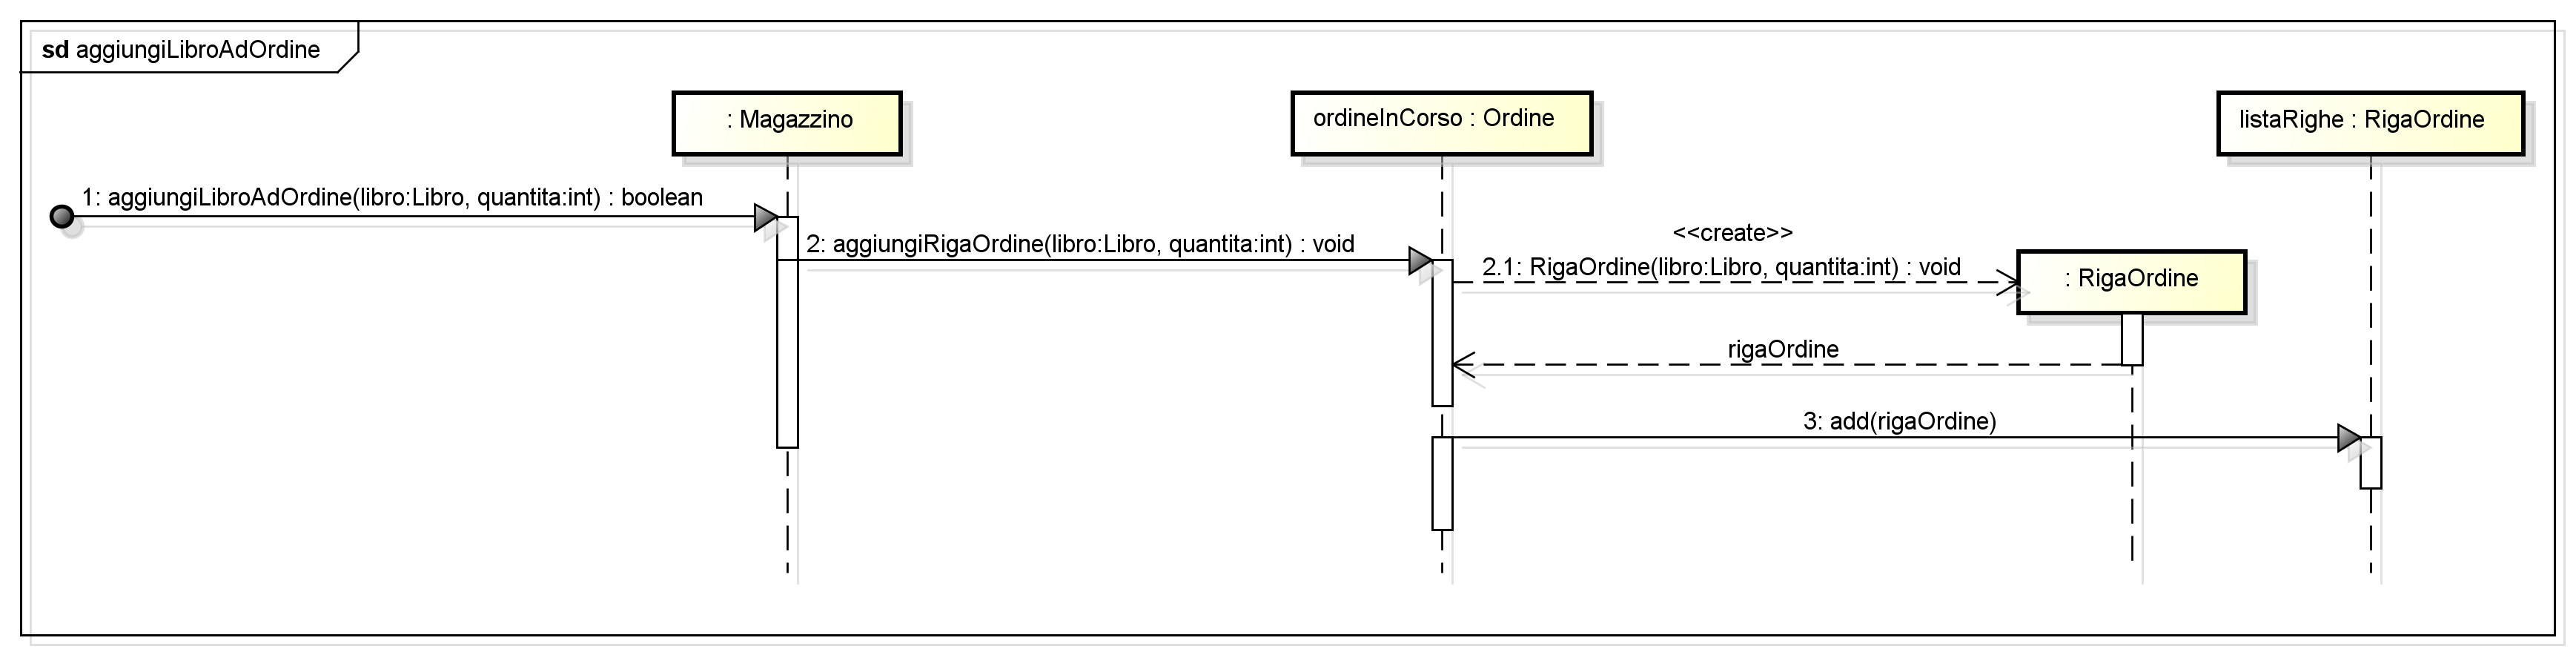 sd aggiungiLibroAdOrdine
: Magazzino
ordineInCorso : Ordine
listaRighe : RigaOrdine
1: aggiungiLibroAdOrdine(libro:Libro, quantita:int) : boolean
2: aggiungiRigaOrdine(libro:Libro, quantita:int) : void
<<create>>
2.1: RigaOrdine(libro:Libro, quantita:int) : void
: RigaOrdine
rigaOrdine
3: add(rigaOrdine)